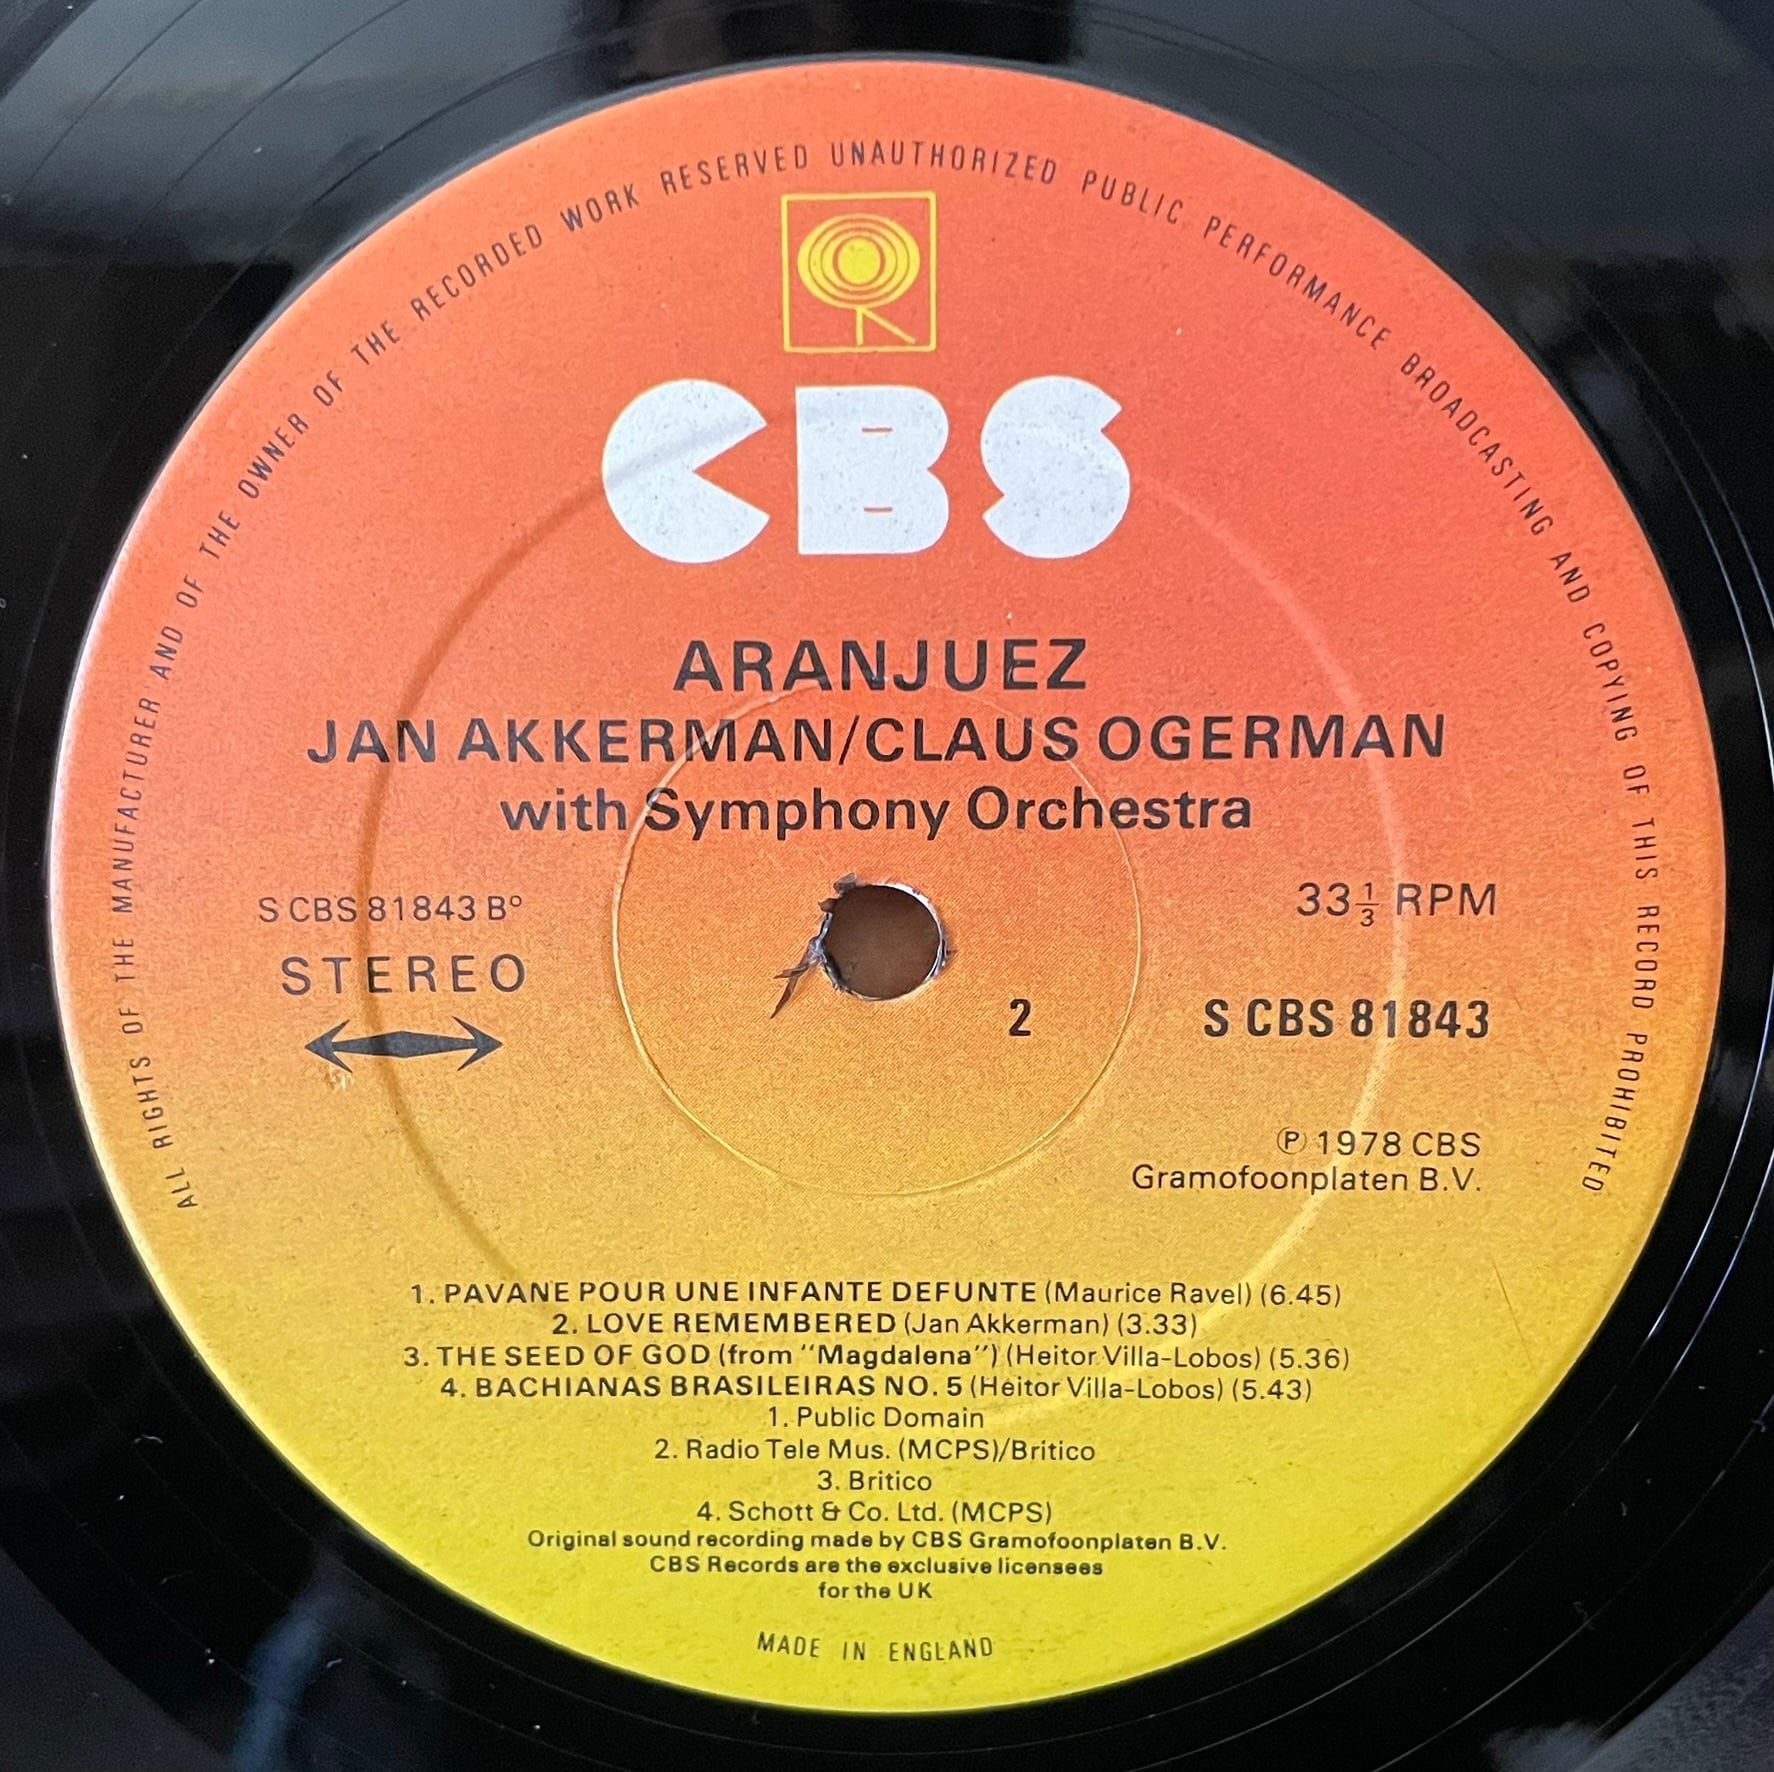 ALL RIGHTS OF THE MANUFACTURER AND OF THE OWNER OF THE RECORDED WORK RESERVED UNAUTHORIZED PUBLIC PERFORMANCE BROADCASTING AND COPYING OF THIS RECORD PROHIBITED
CBS
ARANJUEZ
JAN AKKERMAN/CLAUS OGERMAN
with Symphony Orchestra
S CBS 81843 B°
STEREO
33⅓ RPM
2
S CBS 81843
℗ 1978 CBS
Gramofoonplaten B.V.
1. PAVANE POUR UNE INFANTE DEFUNTE (Maurice Ravel) (6.45)
2. LOVE REMEMBERED (Jan Akkerman) (3.33)
3. THE SEED OF GOD (from "Magdalena") (Heitor Villa-Lobos) (5.36)
4. BACHIANAS BRASILEIRAS NO. 5 (Heitor Villa-Lobos) (5.43)
1. Public Domain
2. Radio Tele Mus. (MCPS)/Britico
3. Britico
4. Schott & Co. Ltd. (MCPS)
Original sound recording made by CBS Gramofoonplaten B.V.
CBS Records are the exclusive licensees
for the UK
MADE IN ENGLAND